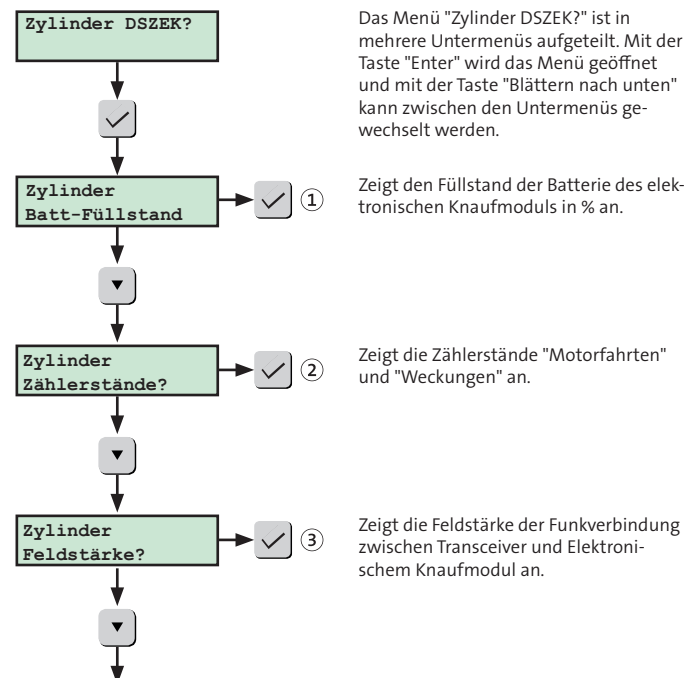 Zylinder DSZEK?
Das Menü "Zylinder DSZEK?" ist in
mehrere Untermenüs aufgeteilt. Mit der
Taste "Enter" wird das Menü geöffnet
und mit der Taste "Blättern nach unten"
kann zwischen den Untermenüs ge-
wechselt werden.
Zylinder
Batt-Füllstand
1
Zeigt den Füllstand der Batterie des elek-
tronischen Knaufmoduls in % an.
Zylinder
Zählerstände?
2
Zeigt die Zählerstände "Motorfahrten"
und "Weckungen" an.
Zylinder
Feldstärke?
3
Zeigt die Feldstärke der Funkverbindung
zwischen Transceiver und Elektroni-
schem Knaufmodul an.